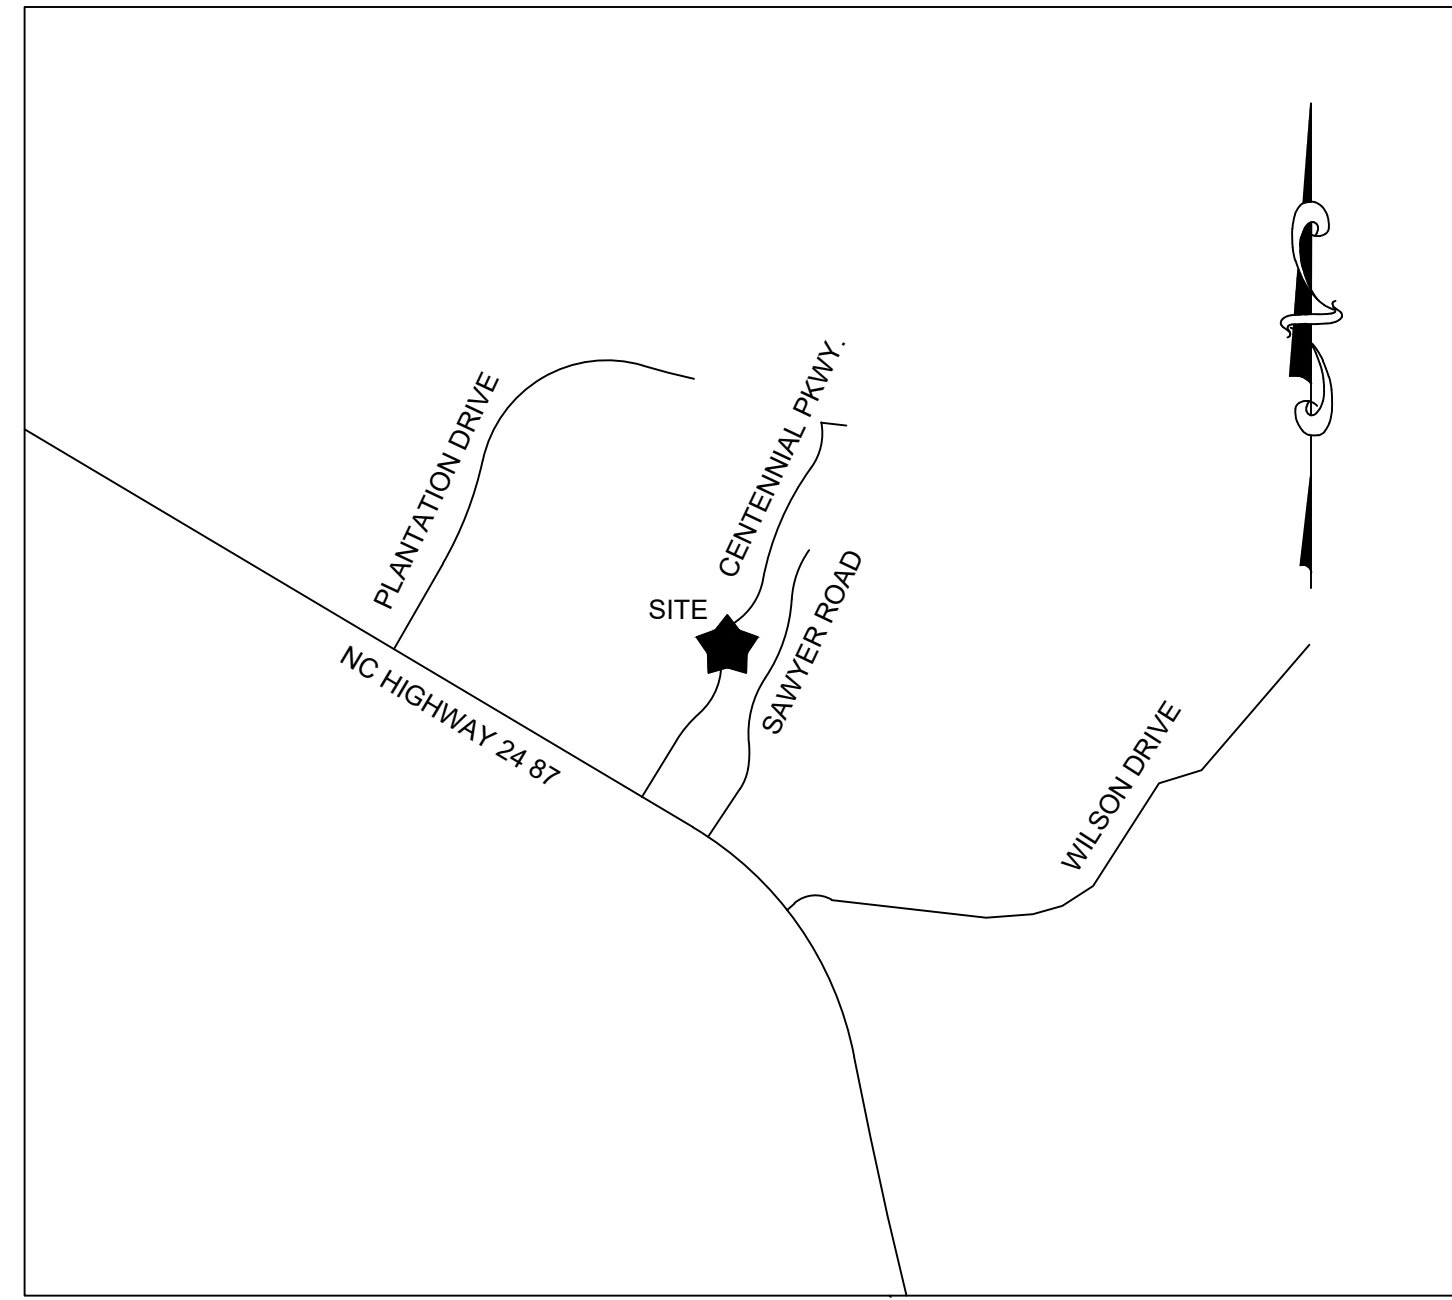 PLANTATION DRIVE
CENTENNIAL PKWY.
SITE
SAWYER ROAD
NC HIGHWAY 24 87
WILSON DRIVE